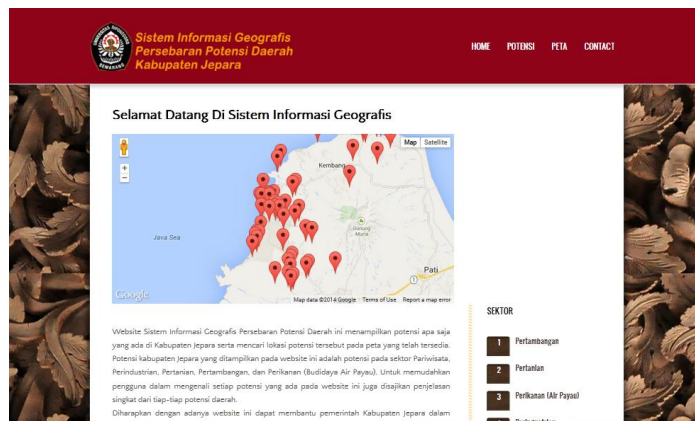 Sistem Informasi Geografis
Persebaran Potensi Daerah
Kabupaten Jepara
HOME POTENSI PETA CONTACT
SEMARANG
Selamat Datang Di Sistem Informasi Geografis
Map Satellite
Kembang
Java Sea
Gunung
Muria
Pati
Google
Map data ©2014 Google Terms of Use Report a map error
Website Sistem Informasi Geografis Persebaran Potensi Daerah ini menampilkan potensi apa saja
yang ada di Kabupaten Jepara serta mencari lokasi potensi tersebut pada peta yang telah tersedia.
Potensi kabupaten Jepara yang ditampilkan pada website ini adalah potensi pada sektor Pariwisata,
Perindustrian, Pertanian, Pertambangan, dan Perikanan (Budidaya Air Payau). Untuk memudahkan
pengguna dalam mengenali setiap potensi yang ada pada website ini juga disajikan penjelasan
singkat dari tiap-tiap potensi daerah.
Diharapkan dengan adanya website ini dapat membantu pemerintah Kabupaten Jepara dalam
SEKTOR
1 Pertambangan
2 Pertanian
3 Perikanan (Air Payau)